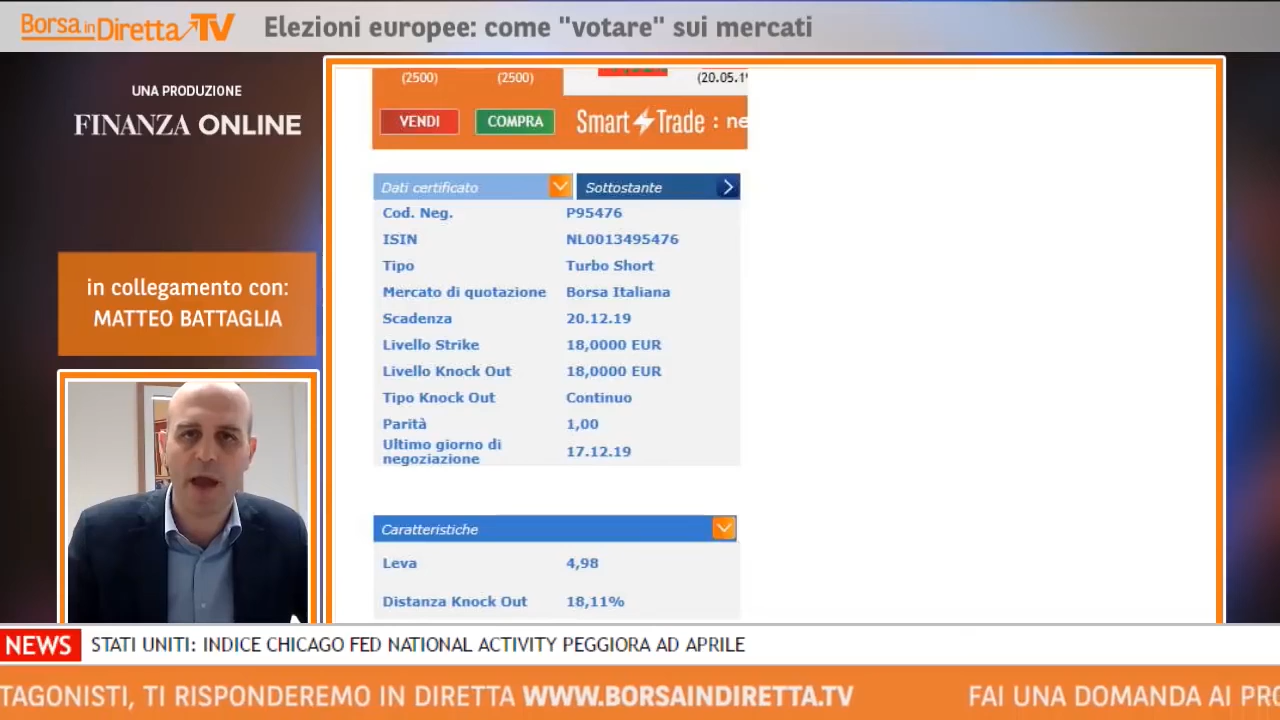 Borsa in Diretta TV
Elezioni europee: come "votare" sui mercati
UNA PRODUZIONE
FINANZA ONLINE
in collegamento con:
MATTEO BATTAGLIA
(2500) (2500) (20.05.1
VENDI COMPRA Smart Trade : ne
Dati certificato Sottostante
Cod. Neg. P95476
ISIN NL0013495476
Tipo Turbo Short
Mercato di quotazione Borsa Italiana
Scadenza 20.12.19
Livello Strike 18,0000 EUR
Livello Knock Out 18,0000 EUR
Tipo Knock Out Continuo
Parità 1,00
Ultimo giorno di
negoziazione 17.12.19
Caratteristiche
Leva 4,98
Distanza Knock Out 18,11%
NEWS STATI UNITI: INDICE CHICAGO FED NATIONAL ACTIVITY PEGGIORA AD APRILE
TAGONISTI, TI RISPONDEREMO IN DIRETTA WWW.BORSAINDIRETTA.TV FAI UNA DOMANDA AI PRO